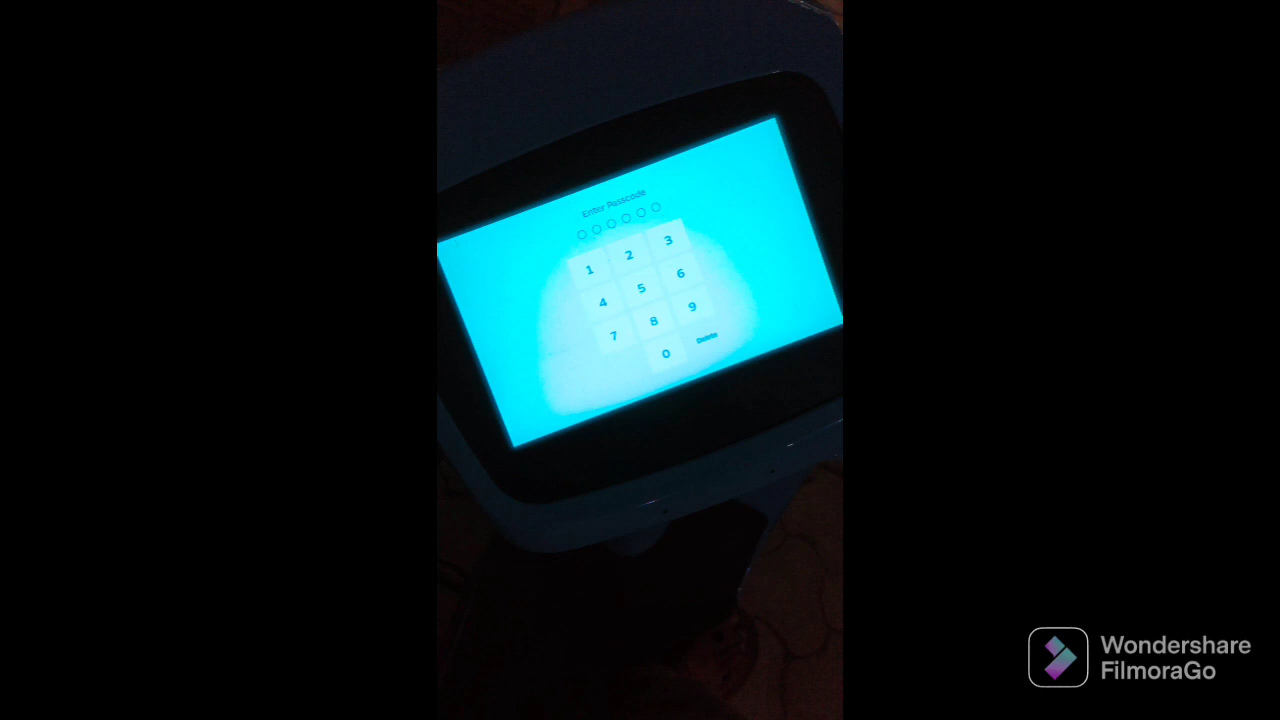 Enter Passcode
1 2 3
4 5 6
7 8 9
0 Delete
Wondershare
FilmoraGo